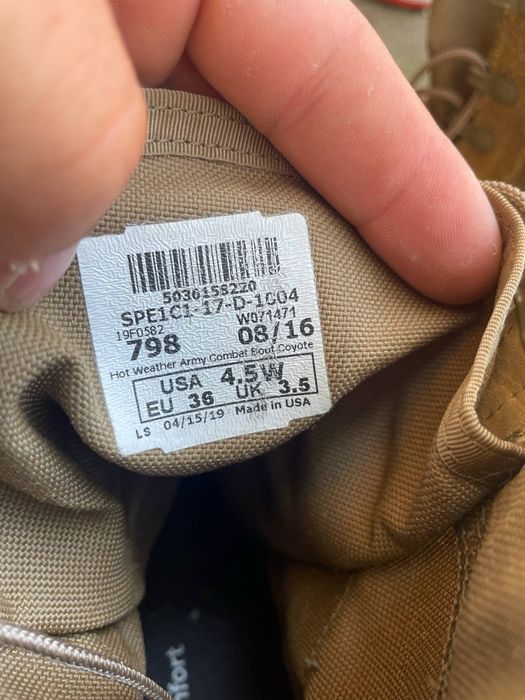 5030155220
SPE1C1-17-D-1004
19F0582 W071471
798 08/16
Hot Weather Army Combat Boot Coyote
USA 4.5W
EU 36 UK 3.5
LS 04/15/19 Made in USA